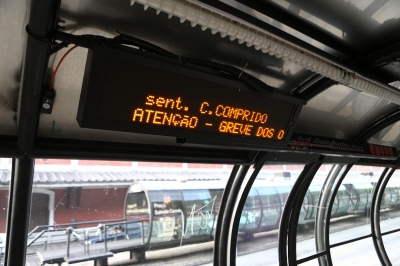 sent. C.COMPRIDO
ATENÇÃO - GREVE DOS O